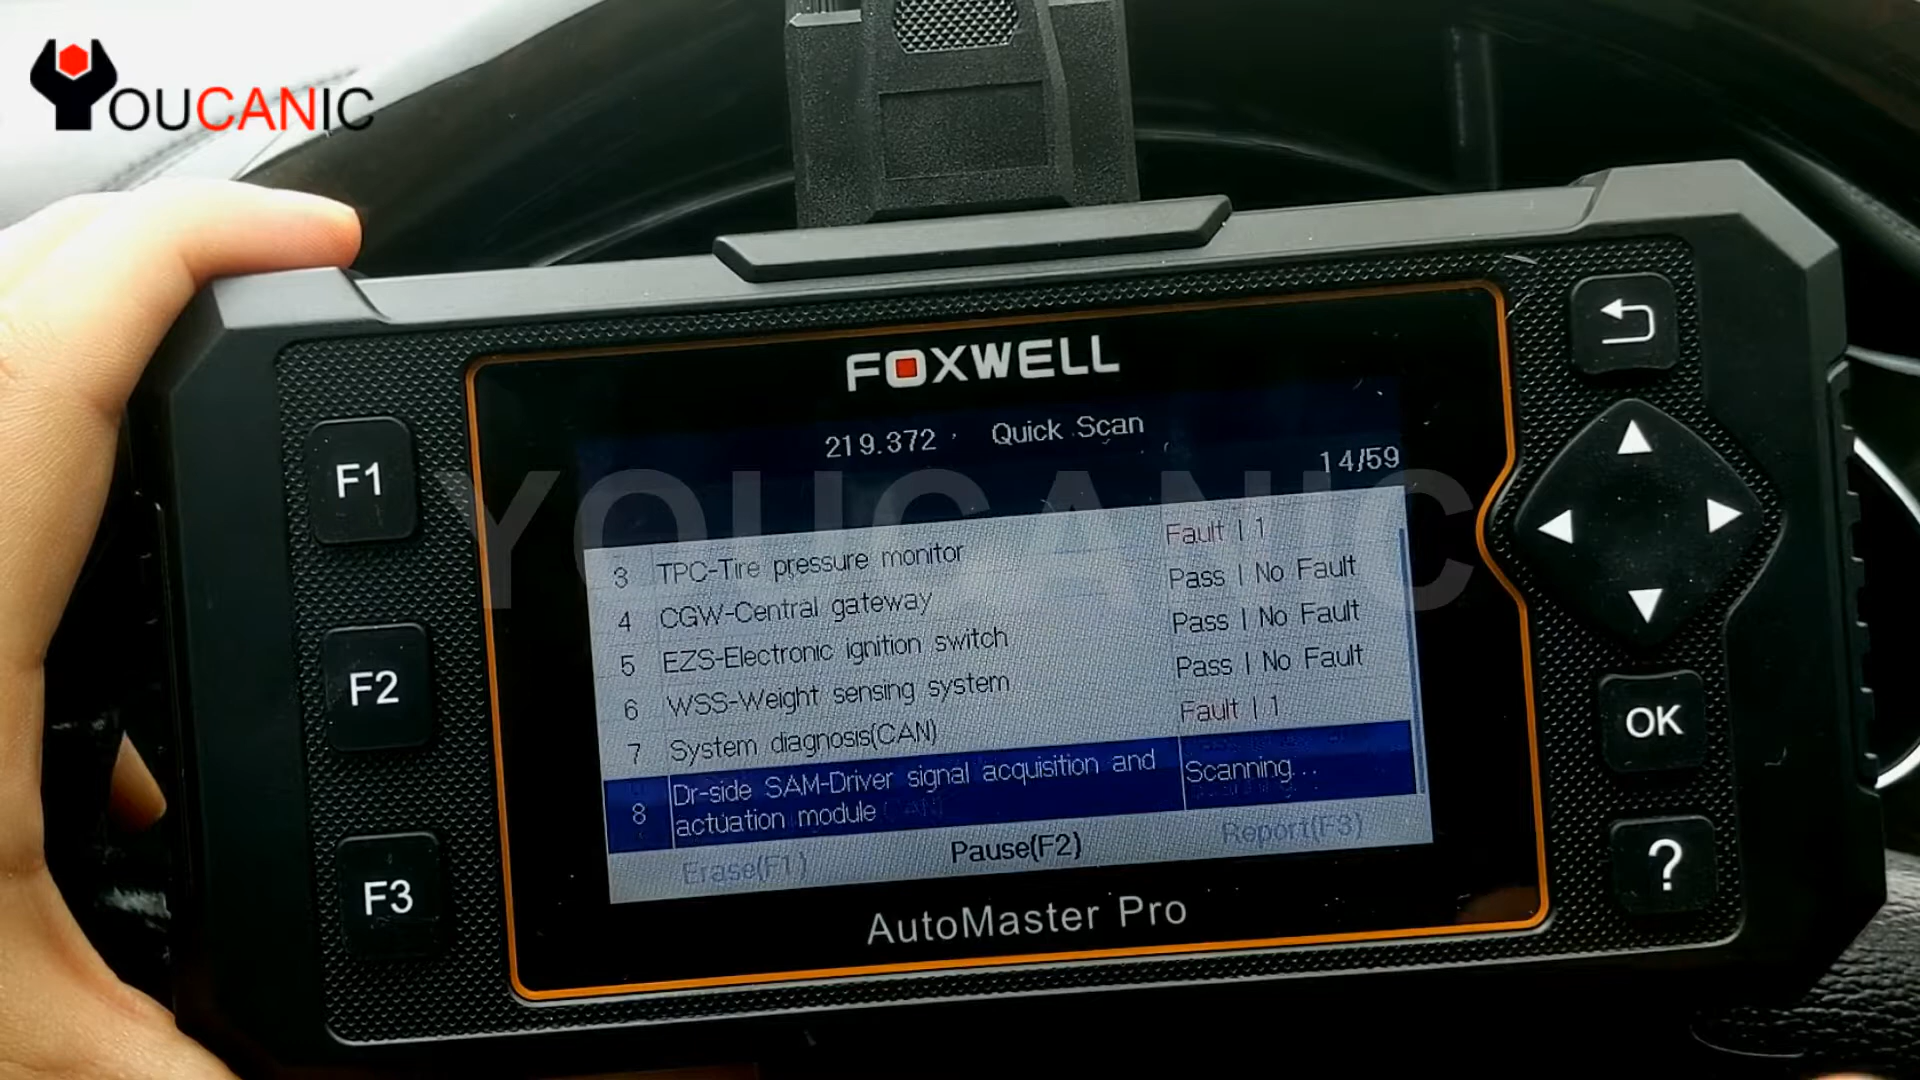 YOUCANIC
FOXWELL
219.372 Quick Scan
14/59
YOUCANIC
3 TPC-Tire pressure monitor Fault | 1
4 CGW-Central gateway Pass | No Fault
5 EZS-Electronic ignition switch Pass | No Fault
6 WSS-Weight sensing system Pass | No Fault
7 System diagnosis(CAN) Fault | 1
8 Dr-side SAM-Driver signal acquisition and Scanning...
actuation module
Erase(F1) Pause(F2) Report(F3)
AutoMaster Pro
F1
F2
F3
OK
?